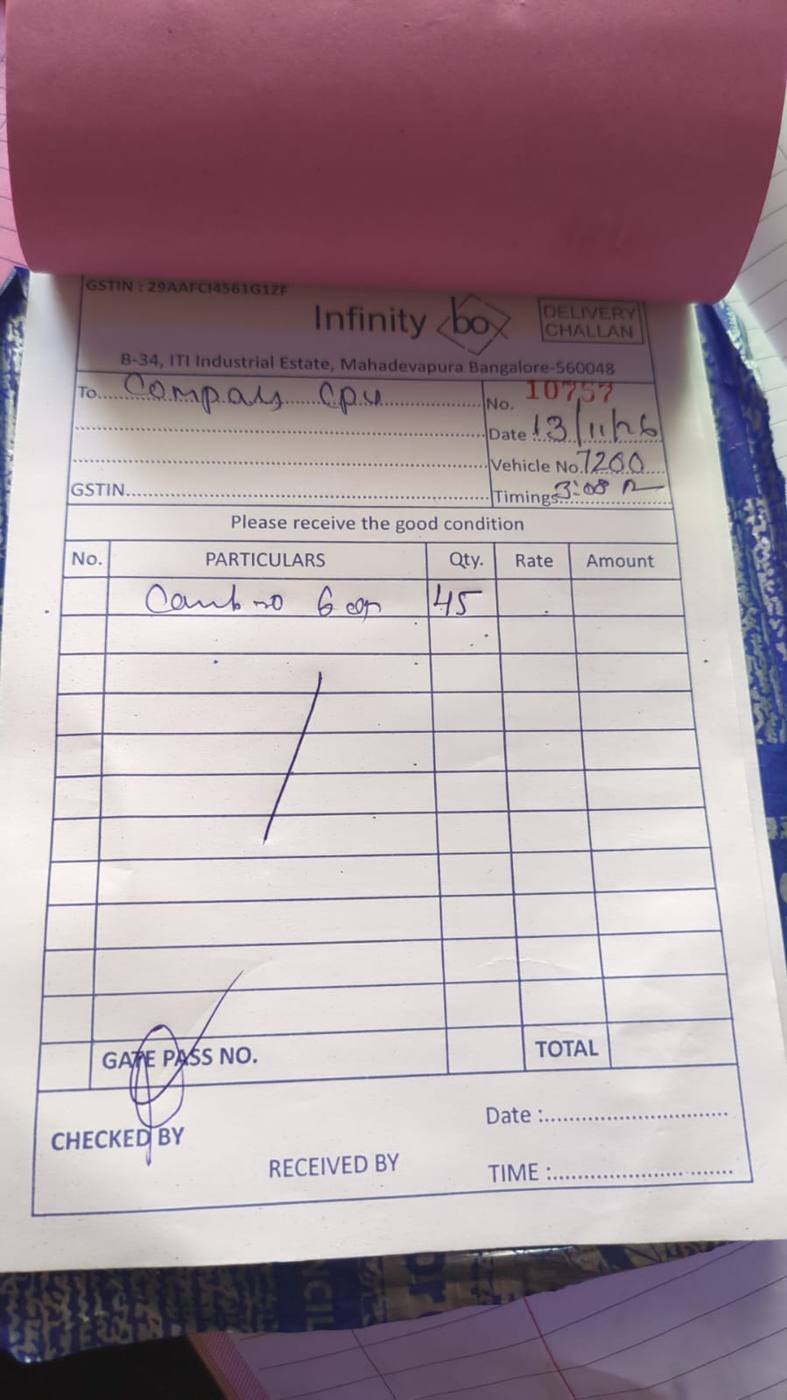 GSTIN : 29AAFCI4561G1ZF
Infinity box
DELIVERY
CHALLAN
B-34, ITI Industrial Estate, Mahadevapura Bangalore-560048
To Compass CPU
No. 10757
Date 13/11/26
Vehicle No. 7200
GSTIN
Timings 3:08
Please receive the good condition
No. PARTICULARS Qty. Rate Amount
6 45
GATE PASS NO. TOTAL
CHECKED BY
RECEIVED BY
Date :
TIME :